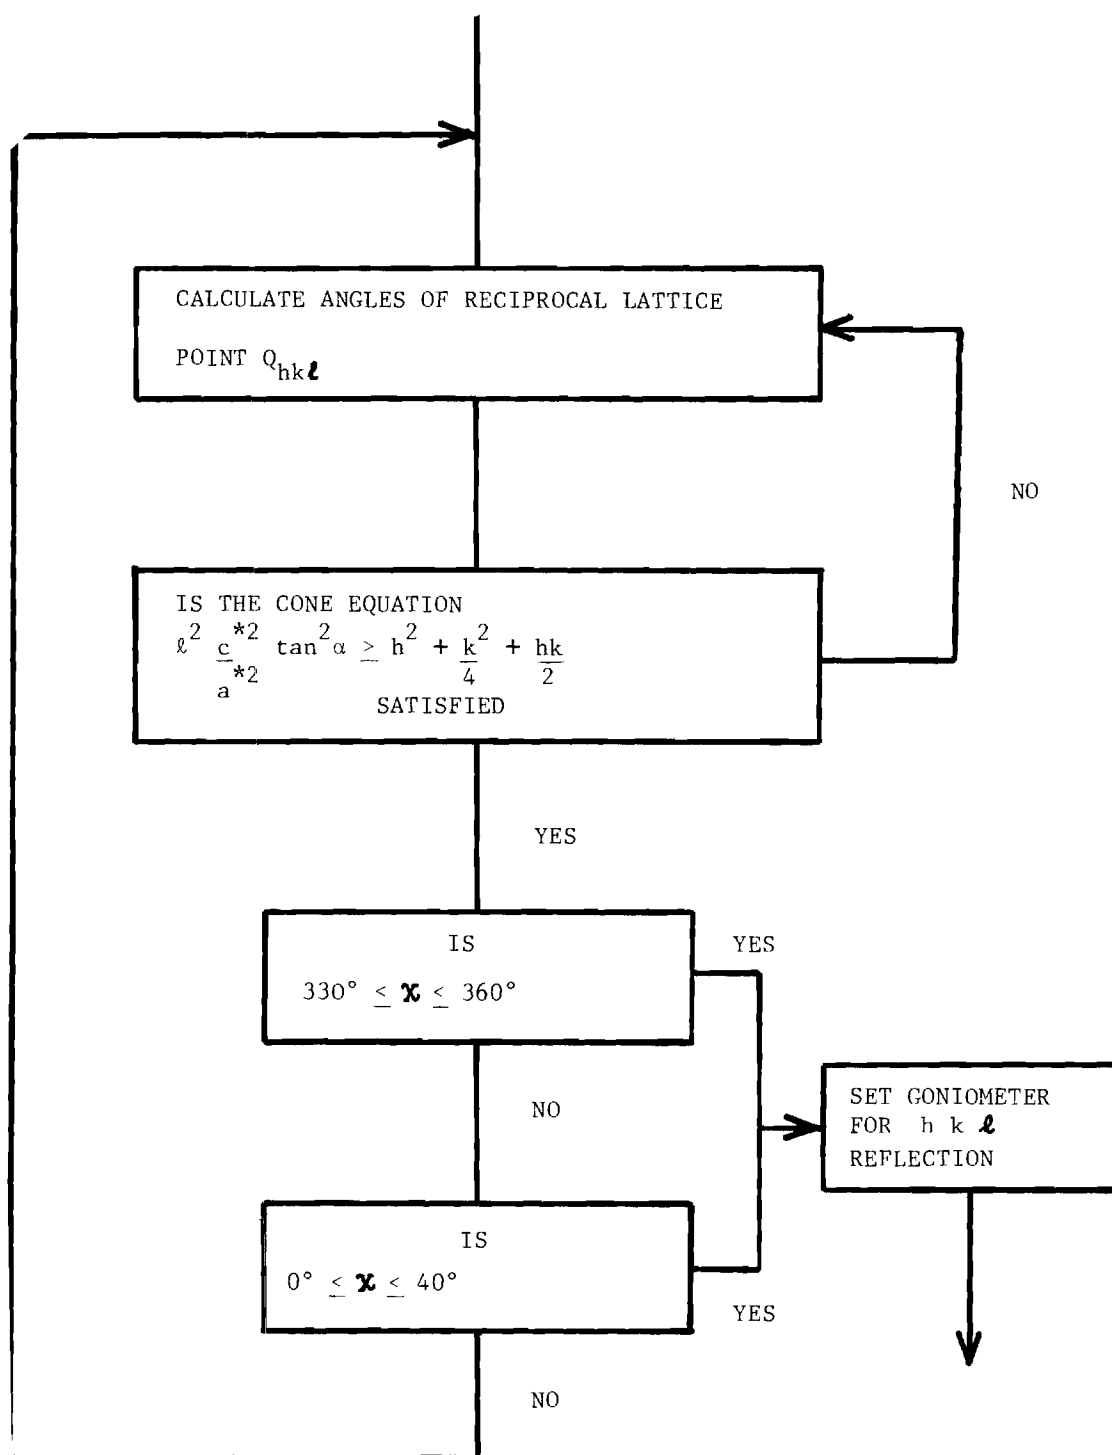 CALCULATE ANGLES OF RECIPROCAL LATTICE
POINT Q_hkℓ
NO
IS THE CONE EQUATION
ℓ² c*²/a*² tan²α ≥ h² + k²/4 + hk/2
SATISFIED
YES
IS
330° ≤ χ ≤ 360°
YES
NO
SET GONIOMETER
FOR h k ℓ
REFLECTION
IS
0° ≤ χ ≤ 40°
YES
NO